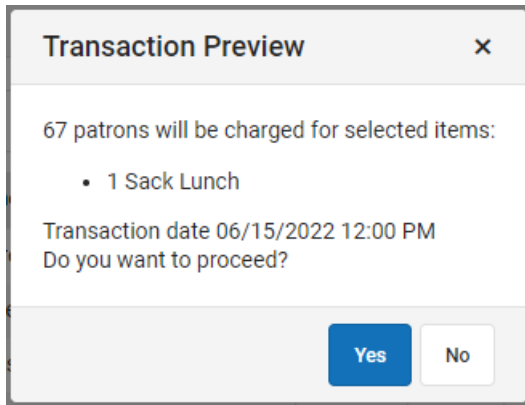 Transaction Preview ×
67 patrons will be charged for selected items:
• 1 Sack Lunch
Transaction date 06/15/2022 12:00 PM
Do you want to proceed?
Yes No